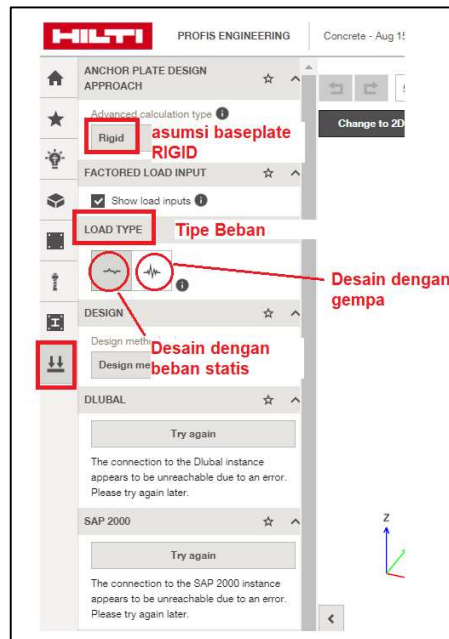 HILTI PROFIS ENGINEERING Concrete - Aug 15
ANCHOR PLATE DESIGN
APPROACH
Advanced calculation type
Rigid
asumsi baseplate
RIGID
Change to 2D
FACTORED LOAD INPUT
Show load inputs
LOAD TYPE
Tipe Beban
Desain dengan
gempa
DESIGN
Design meth
Desain dengan
beban statis
Design me
DLUBAL
Try again
The connection to the Dlubal instance
appears to be unreachable due to an error.
Please try again later.
SAP 2000
Try again
The connection to the SAP 2000 instance
appears to be unreachable due to an error.
Please try again later.
Z